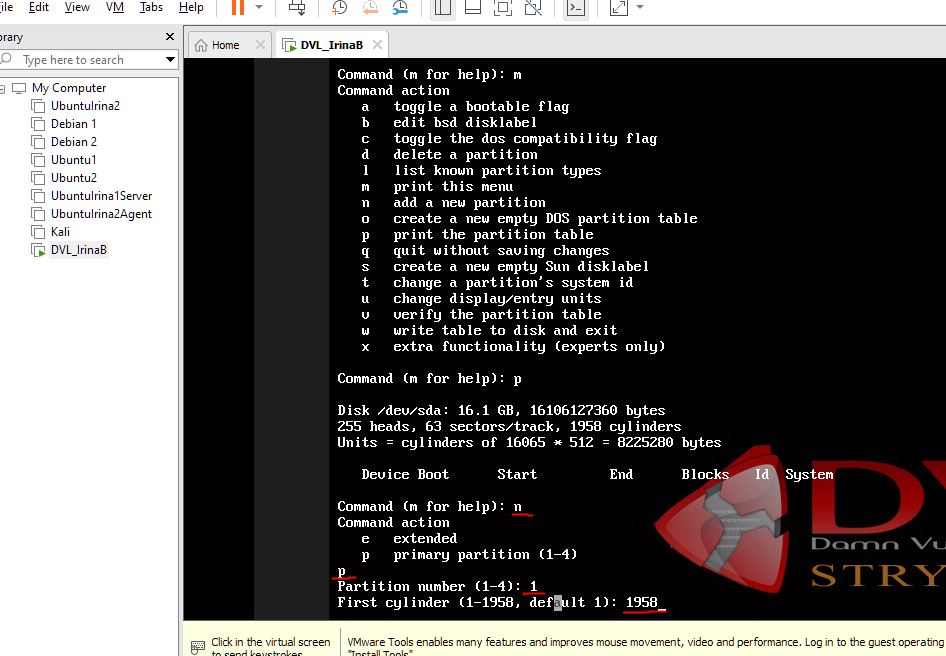 ile Edit View VM Tabs Help
brary
Type here to search
My Computer
UbuntuIrina2
Debian 1
Debian 2
Ubuntu1
Ubuntu2
UbuntuIrina1Server
UbuntuIrina2Agent
Kali
DVL_IrinaB
Home
DVL_IrinaB
Command (m for help): m
Command action
a toggle a bootable flag
b edit bsd disklabel
c toggle the dos compatibility flag
d delete a partition
l list known partition types
m print this menu
n add a new partition
o create a new empty DOS partition table
p print the partition table
q quit without saving changes
s create a new empty Sun disklabel
t change a partition's system id
u change display/entry units
v verify the partition table
w write table to disk and exit
x extra functionality (experts only)
Command (m for help): p
Disk /dev/sda: 16.1 GB, 16106127360 bytes
255 heads, 63 sectors/track, 1958 cylinders
Units = cylinders of 16065 * 512 = 8225280 bytes
Device Boot Start End Blocks Id System
Command (m for help): n
Command action
e extended
p primary partition (1-4)
p
Partition number (1-4): 1
First cylinder (1-1958, default 1): 1958_
DV
Damn Vu
STRY
Click in the virtual screen
to send keystrokes
VMware Tools enables many features and improves mouse movement, video and performance. Log in to the guest operating
"Install Tools"